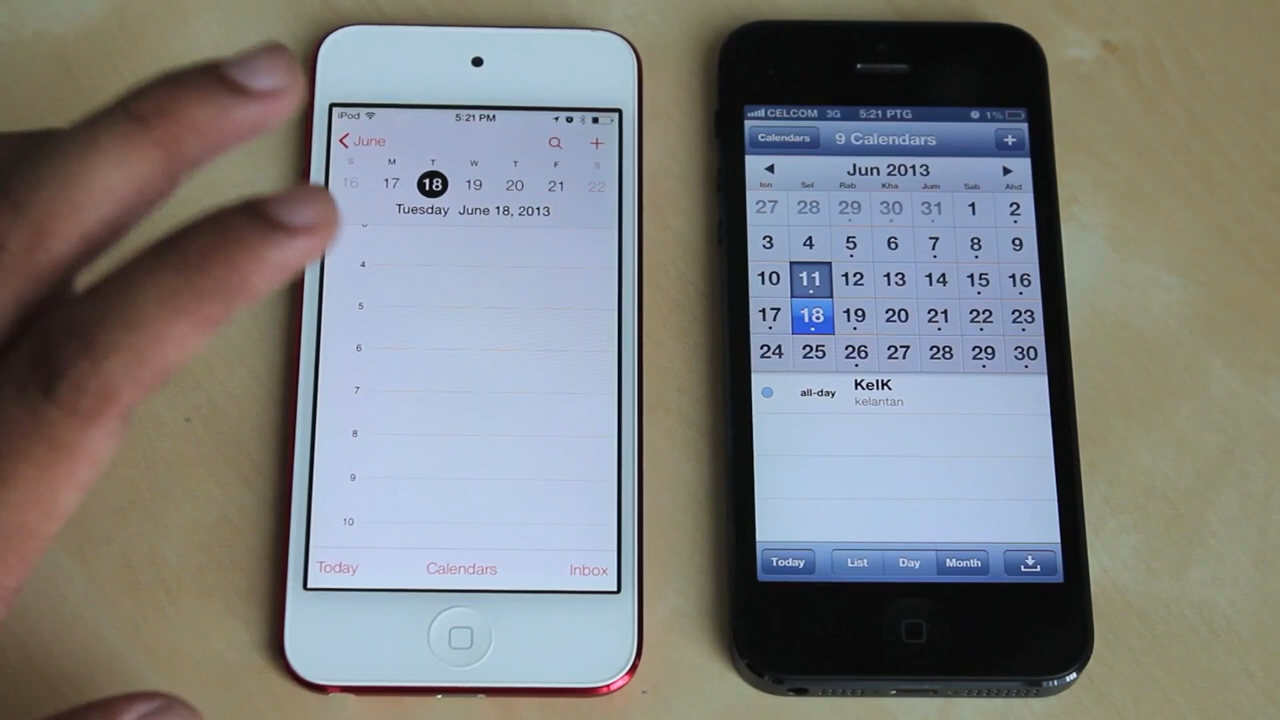 iPod 5:21 PM
June
S M T W T F S
16 17 18 19 20 21 22
Tuesday June 18, 2013
4
5
6
7
8
9
10
Today Calendars Inbox
CELCOM 3G 5:21 PTG 1%
Calendars 9 Calendars +
Jun 2013
Isn Sel Rab Kha Jum Sab Ahd
27 28 29 30 31 1 2
3 4 5 6 7 8 9
10 11 12 13 14 15 16
17 18 19 20 21 22 23
24 25 26 27 28 29 30
all-day KelK
kelantan
Today List Day Month